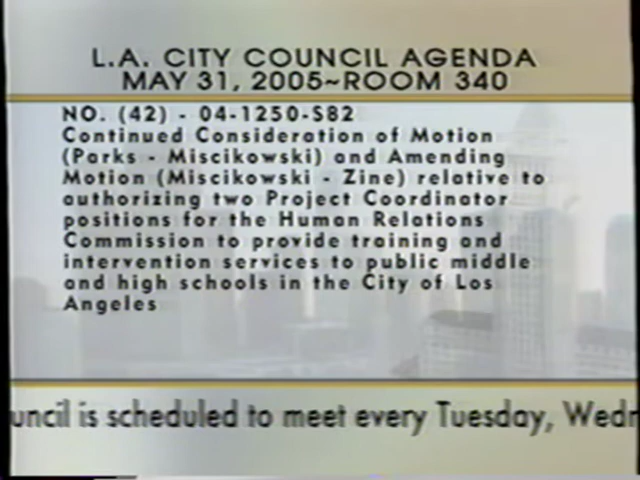 L.A. CITY COUNCIL AGENDA
MAY 31, 2005~ROOM 340
NO. (42) - 04-1250-S82
Continued Consideration of Motion
(Parks - Miscikowski) and Amending
Motion (Miscikowski - Zine) relative to
authorizing two Project Coordinator
positions for the Human Relations
Commission to provide training and
intervention services to public middle
and high schools in the City of Los
Angeles
uncil is scheduled to meet every Tuesday, Wedn